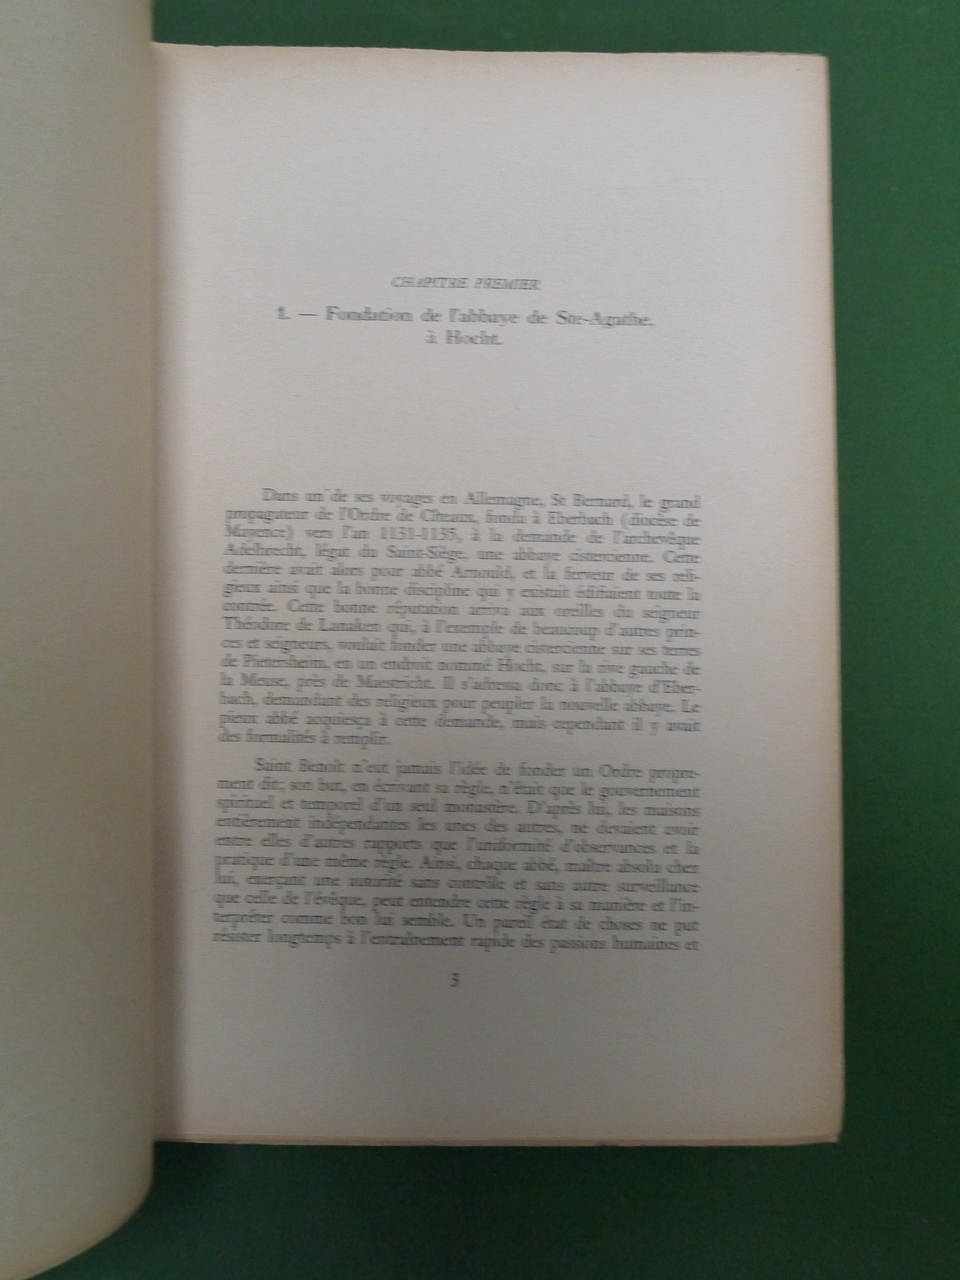 CHAPITRE PREMIER
1. — Fondation de l'abbaye de Ste-Agathe,
à Hocht.
Dans un de ses voyages en Allemagne, St Bernard, le grand
propagateur de l'Ordre de Cîteaux, fonda à Eberbach (diocèse de
Mayence) vers l'an 1131-1135, à la demande de l'archevêque
Adelbrecht, légat du Saint-Siège, une abbaye cistercienne. Cette
dernière avait alors pour abbé Arnould, et la ferveur de ses reli-
gieux ainsi que la bonne discipline qui y existait édifiaient toute la
contrée. Cette bonne réputation arriva aux oreilles du seigneur
Théodore de Lanaken qui, à l'exemple de beaucoup d'autres prin-
ces et seigneurs, voulait fonder une abbaye cistercienne sur ses terres
de Pietersheim, en un endroit nommé Hocht, sur la rive gauche de
la Meuse, près de Maestricht. Il s'adressa donc à l'abbaye d'Eber-
bach, demandant des religieux pour peupler la nouvelle abbaye. Le
pieux abbé acquiesça à cette demande, mais cependant il y avait
des formalités à remplir.
Saint Benoît n'eut jamais l'idée de fonder un Ordre propre-
ment dit; son but, en écrivant sa règle, n'était que le gouvernement
spirituel et temporel d'un seul monastère. D'après lui, les maisons
entièrement indépendantes les unes des autres, ne devaient avoir
entre elles d'autres rapports que l'uniformité d'observances et la
pratique d'une même règle. Ainsi, chaque abbé, maître absolu chez
lui, exerçant une autorité sans contrôle et sans autre surveillance
que celle de l'évêque, peut entendre cette règle à sa manière et l'in-
terpréter comme bon lui semble. Un pareil état de choses ne put
résister longtemps à l'entraînement rapide des passions humaines et
3